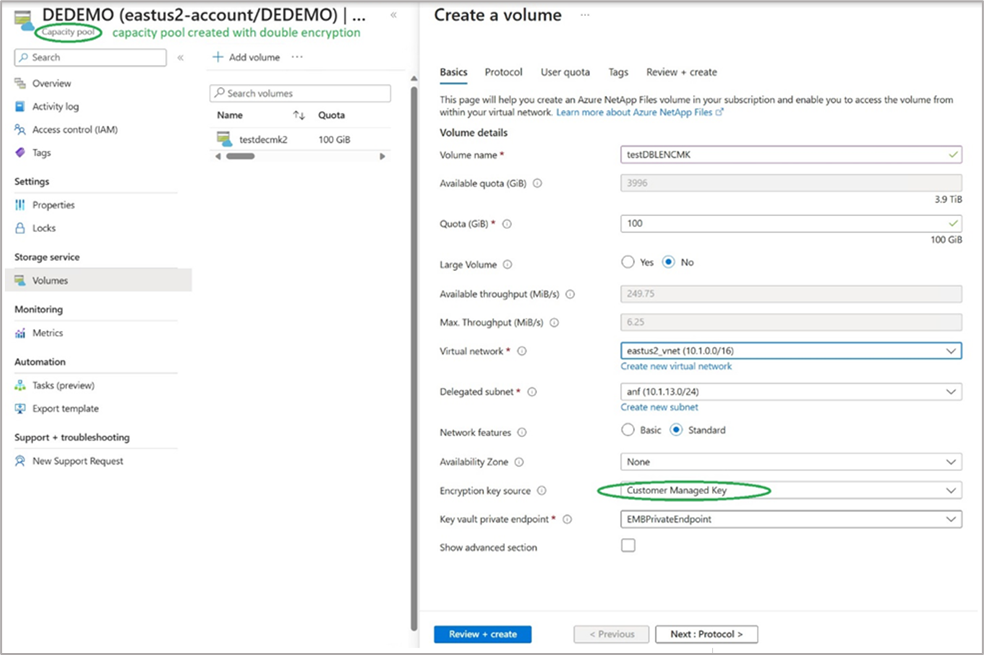 DEDEMO (eastus2-account/DEDEMO) | ...
Capacity pool
capacity pool created with double encryption
Search
Overview
Activity log
Access control (IAM)
Tags
Settings
Properties
Locks
Storage service
Volumes
Monitoring
Metrics
Automation
Tasks (preview)
Export template
Support + troubleshooting
New Support Request
Add volume ...
Search volumes
Name Quota
testdecmk2 100 GiB
Create a volume ...
Basics Protocol User quota Tags Review + create
This page will help you create an Azure NetApp Files volume in your subscription and enable you to access the volume from
within your virtual network. Learn more about Azure NetApp Files
Volume details
Volume name * testDBLENCMK
Available quota (GiB) 3996
3.9 TiB
Quota (GiB) * 100
100 GiB
Large Volume Yes No
Available throughput (MiB/s) 249.75
Max. Throughput (MiB/s) 6.25
Virtual network * eastus2_vnet (10.1.0.0/16)
Create new virtual network
Delegated subnet * anf (10.1.13.0/24)
Create new subnet
Network features Basic Standard
Availability Zone None
Encryption key source Customer Managed Key
Key vault private endpoint * EMBPrivateEndpoint
Show advanced section
Review + create < Previous Next : Protocol >